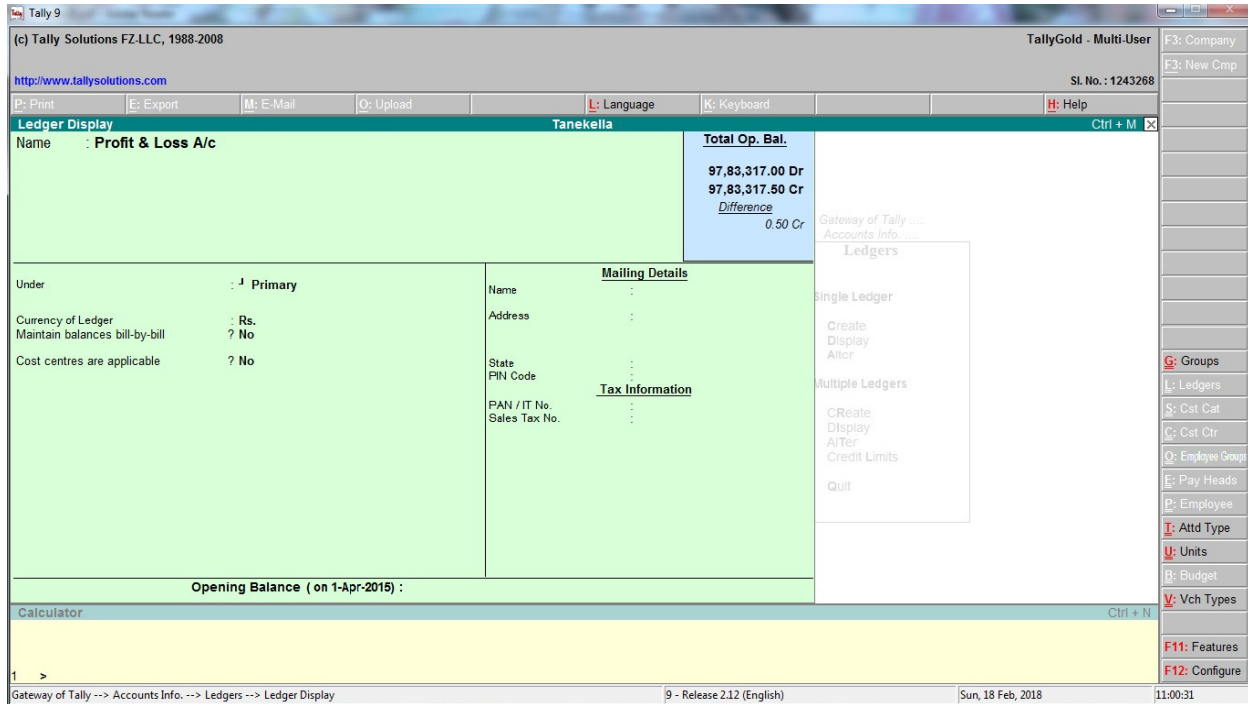 Tally 9
(c) Tally Solutions FZ-LLC, 1988-2008
TallyGold - Multi-User
http://www.tallysolutions.com
Sl. No. : 1243268
P: Print E: Export M: E-Mail O: Upload L: Language K: Keyboard H: Help
Ledger Display Tanekella Ctrl + M
Name : Profit & Loss A/c
Total Op. Bal.
97,83,317.00 Dr
97,83,317.50 Cr
Difference
0.50 Cr
Under : ┘ Primary
Currency of Ledger : Rs.
Maintain balances bill-by-bill ? No
Cost centres are applicable ? No
Mailing Details
Name :
Address :
State :
PIN Code :
Tax Information
PAN / IT No. :
Sales Tax No. :
Opening Balance ( on 1-Apr-2015) :
Gateway of Tally ....
Accounts Info. ....
Ledgers
Single Ledger
Create
Display
Alter
Multiple Ledgers
CReate
DIsplay
AlTer
Credit Limits
Quit
F3: Company
F3: New Cmp
G: Groups
L: Ledgers
S: Cst Cat
C: Cst Ctr
O: Employee Groups
E: Pay Heads
P: Employee
T: Attd Type
U: Units
B: Budget
V: Vch Types
F11: Features
F12: Configure
Calculator Ctrl + N
1 >
Gateway of Tally --> Accounts Info. --> Ledgers --> Ledger Display 9 - Release 2.12 (English) Sun, 18 Feb, 2018 11:00:31